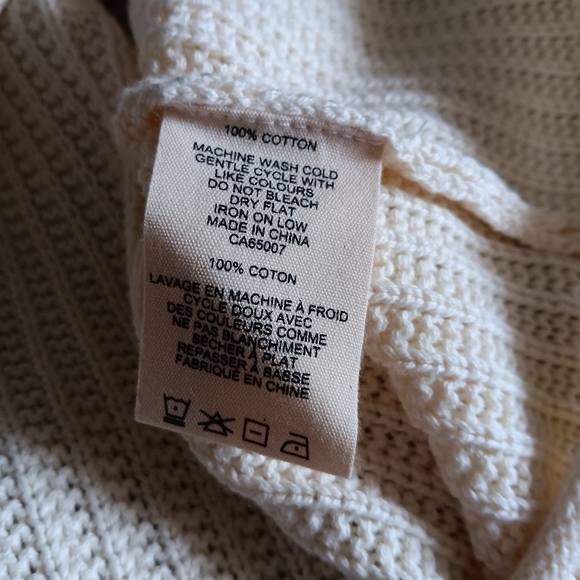 100% COTTON
MACHINE WASH COLD
GENTLE CYCLE WITH
LIKE COLOURS
DO NOT BLEACH
DRY FLAT
IRON ON LOW
MADE IN CHINA
CA65007
100% COTON
LAVAGE EN MACHINE À FROID
CYCLE DOUX AVEC
DES COULEURS COMME
NE PAS BLANCHIMENT
SÉCHER À PLAT
REPASSER À BASSE
FABRIQUÉ EN CHINE